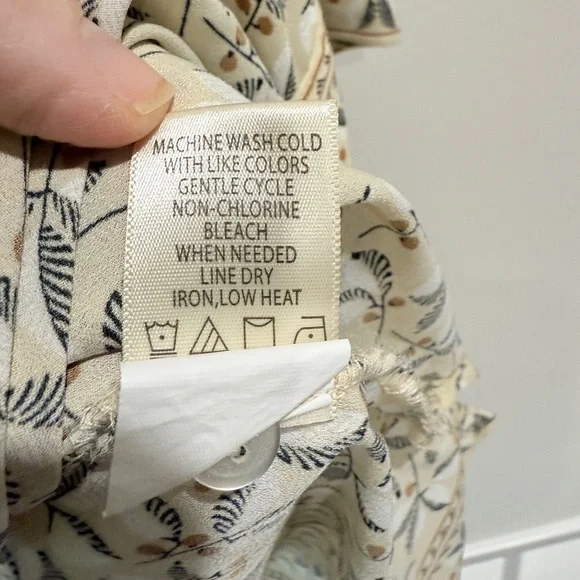 MACHINE WASH COLD
WITH LIKE COLORS
GENTLE CYCLE
NON-CHLORINE
BLEACH
WHEN NEEDED
LINE DRY
IRON,LOW HEAT